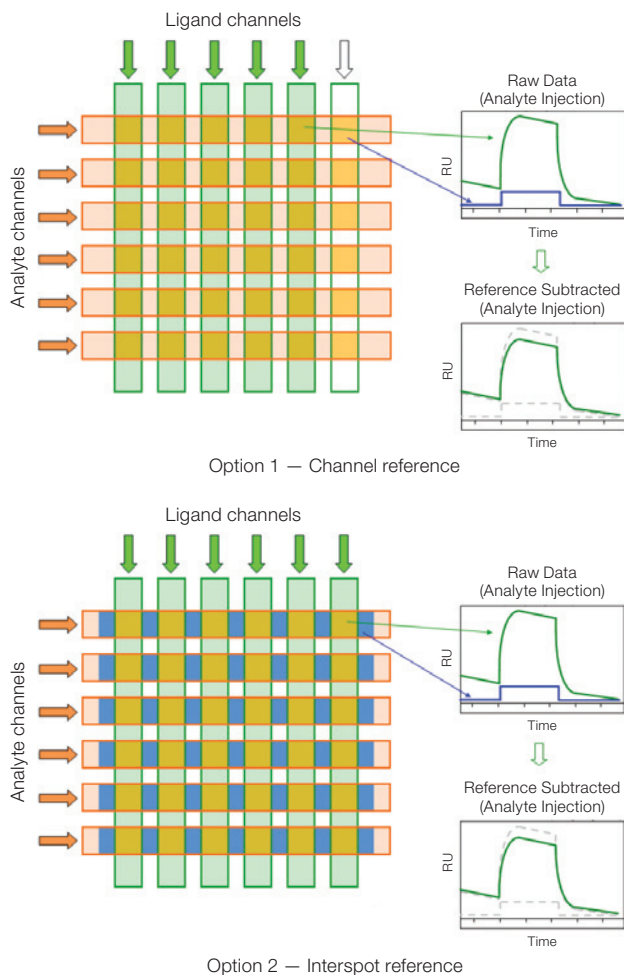 Ligand channels
Analyte channels
Raw Data
(Analyte Injection)
RU
Time
Reference Subtracted
(Analyte Injection)
RU
Time
Option 1 — Channel reference
Ligand channels
Analyte channels
Raw Data
(Analyte Injection)
RU
Time
Reference Subtracted
(Analyte Injection)
RU
Time
Option 2 — Interspot reference